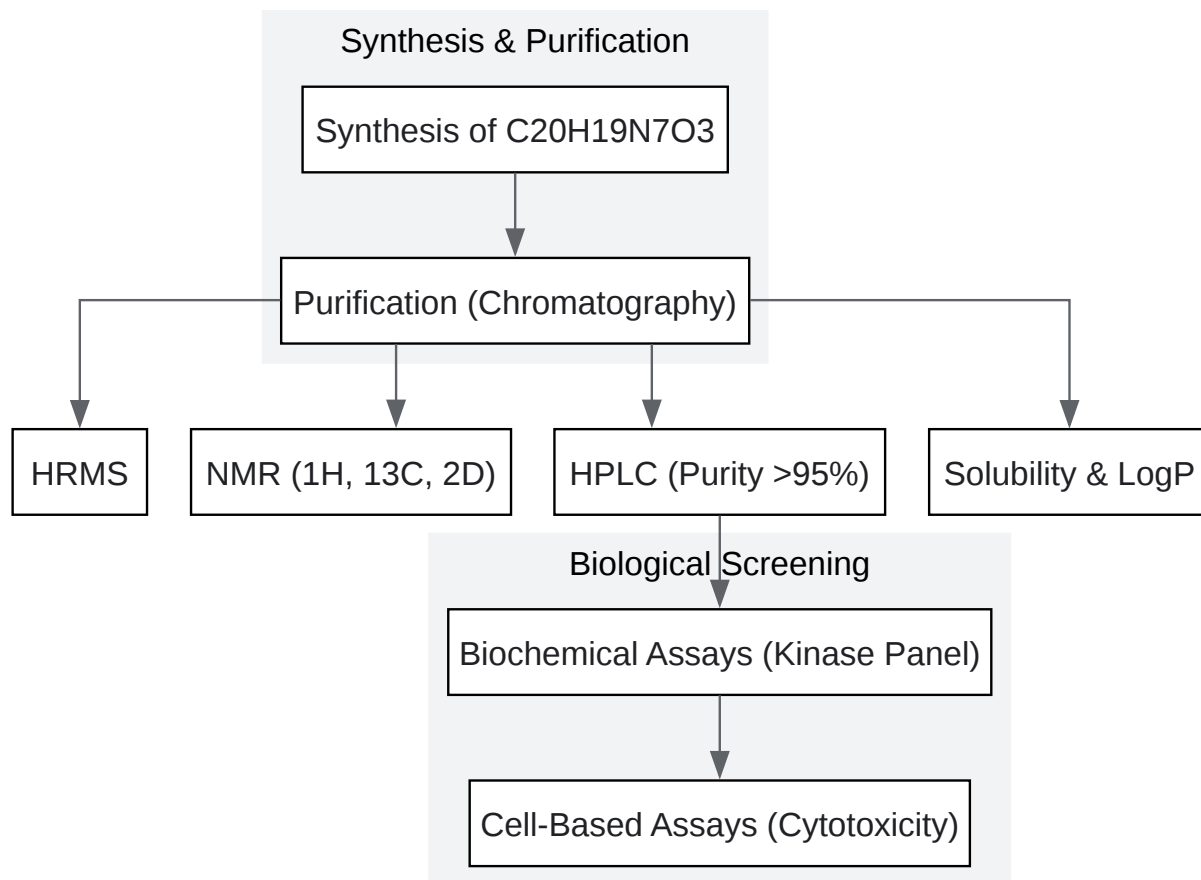 Synthesis & Purification
Synthesis of C20H19N7O3
Purification (Chromatography)
HRMS
NMR (1H, 13C, 2D)
HPLC (Purity >95%)
Solubility & LogP
Biological Screening
Biochemical Assays (Kinase Panel)
Cell-Based Assays (Cytotoxicity)